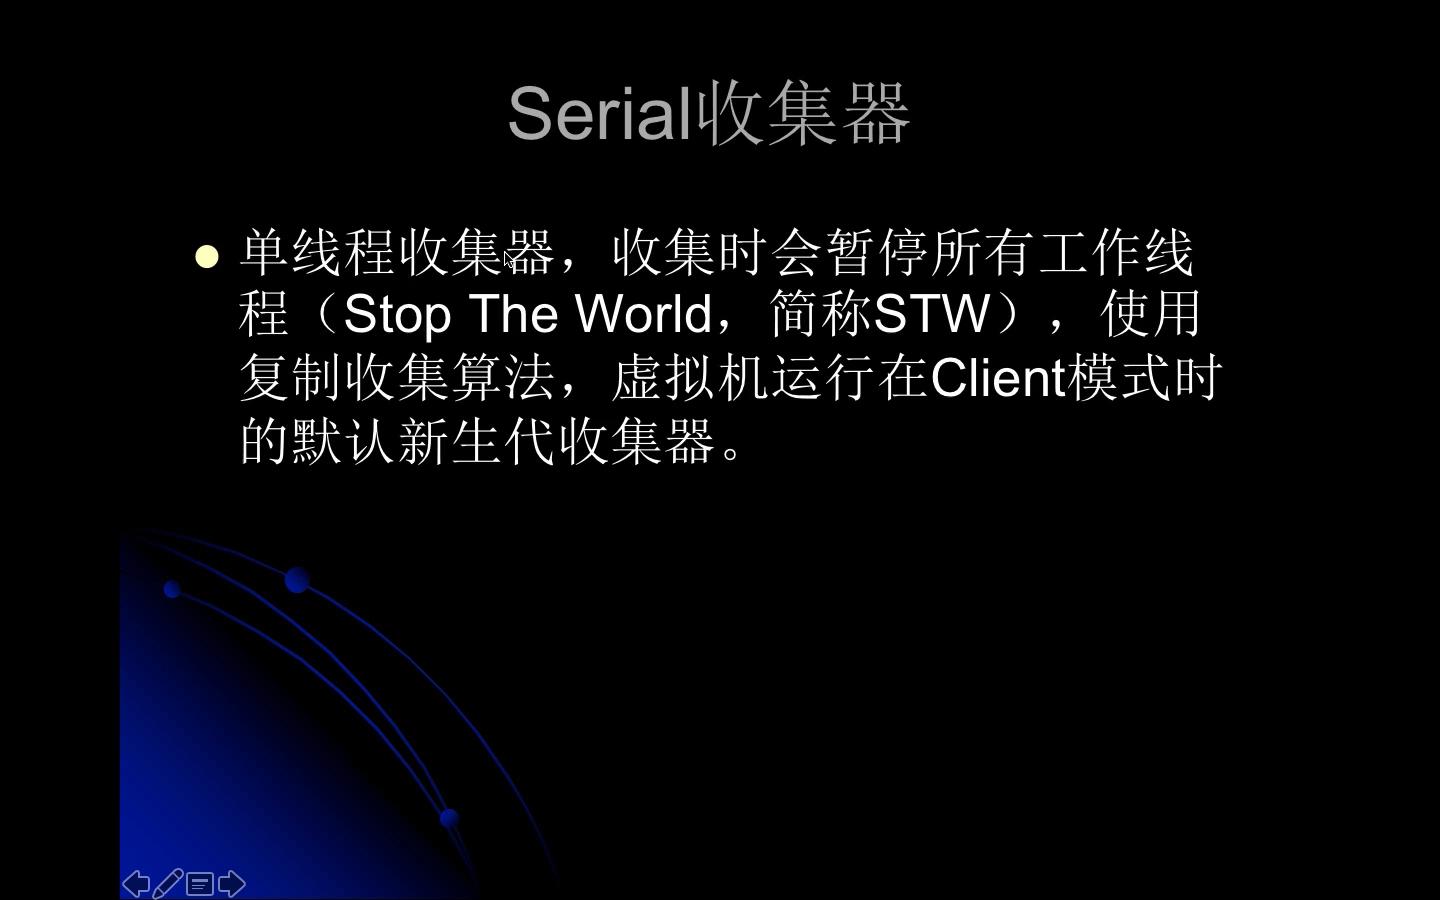 Serial收集器
单线程收集器，收集时会暂停所有工作线
程（Stop The World，简称STW），使用
复制收集算法，虚拟机运行在Client模式时
的默认新生代收集器。